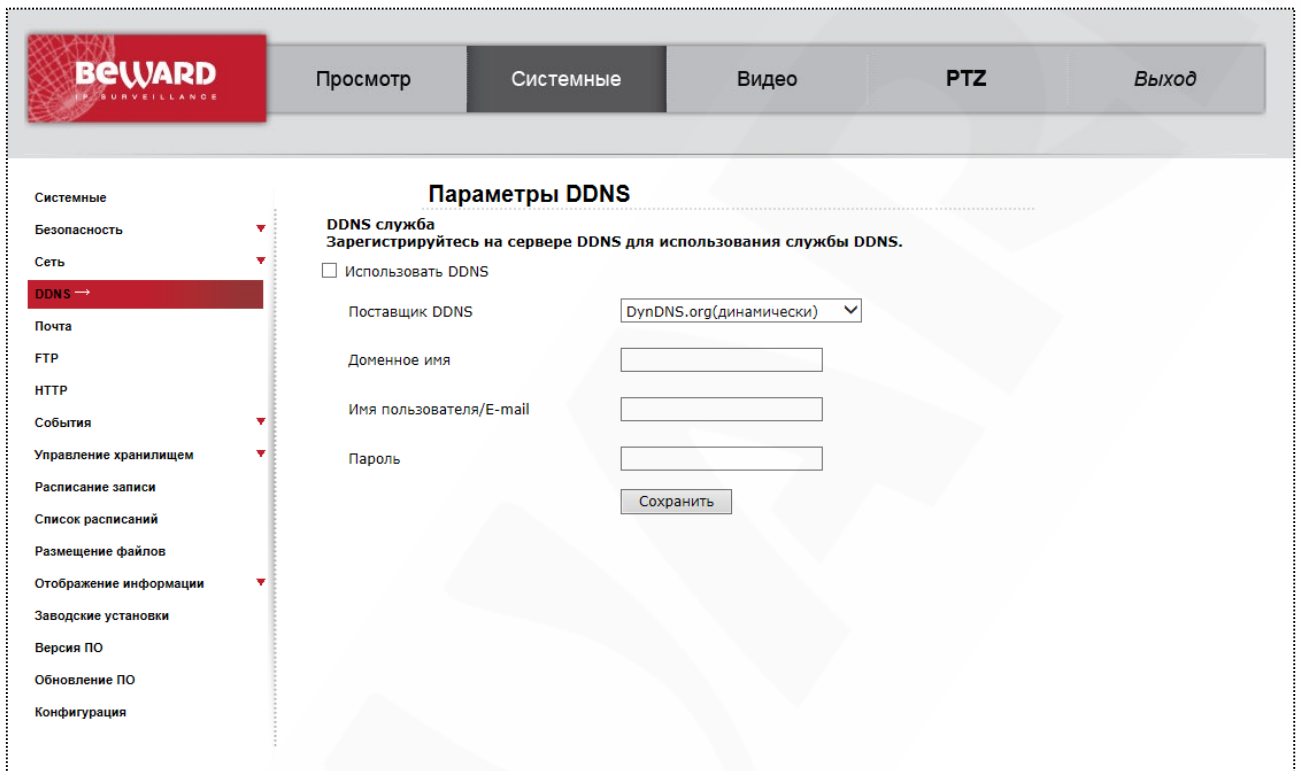 BEWARD
IP SURVEILLANCE
Просмотр
Системные
Видео
PTZ
Выход
Системные
Безопасность
Сеть
DDNS →
Почта
FTP
HTTP
События
Управление хранилищем
Расписание записи
Список расписаний
Размещение файлов
Отображение информации
Заводские установки
Версия ПО
Обновление ПО
Конфигурация
Параметры DDNS
DDNS служба
Зарегистрируйтесь на сервере DDNS для использования службы DDNS.
Использовать DDNS
Поставщик DDNS
DynDNS.org(динамически)
Доменное имя
Имя пользователя/E-mail
Пароль
Сохранить